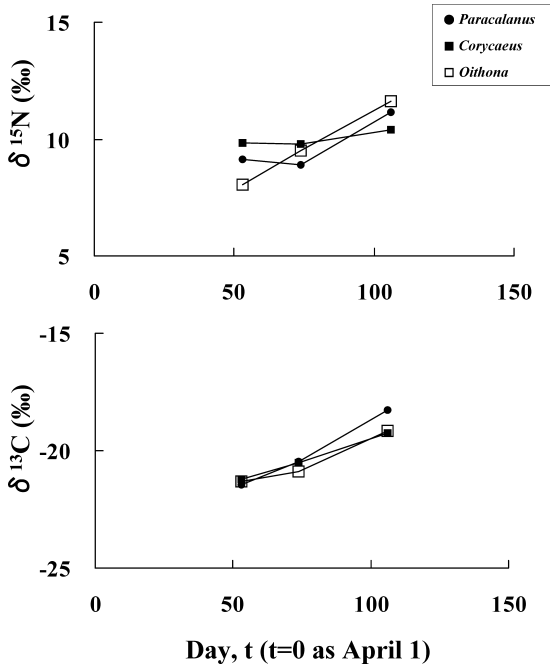 Paracalanus
Corycaeus
Oithona
δ 15N (‰)
15
10
5
0 50 100 150
δ 13C (‰)
-15
-20
-25
0 50 100 150
Day, t (t=0 as April 1)